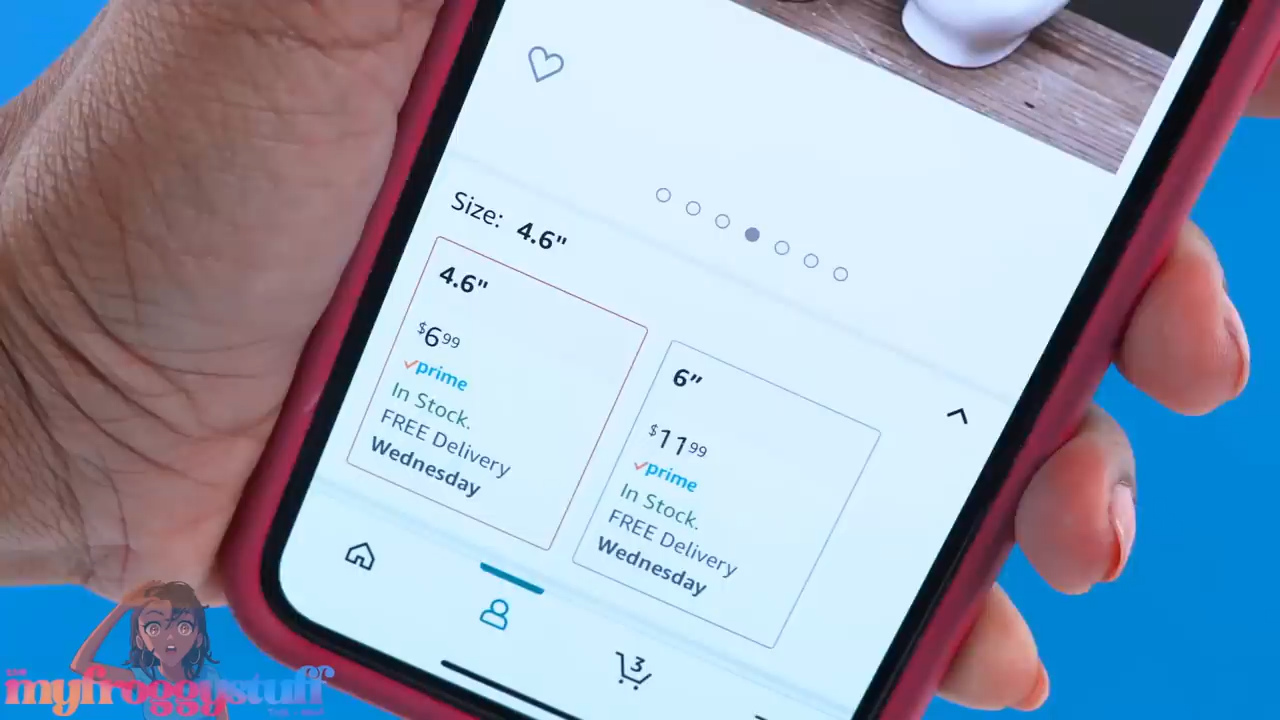 Size: 4.6"
4.6"
$6.99
prime
In Stock.
FREE Delivery
Wednesday
6"
$11.99
prime
In Stock.
FREE Delivery
Wednesday
3
myfroggystuff